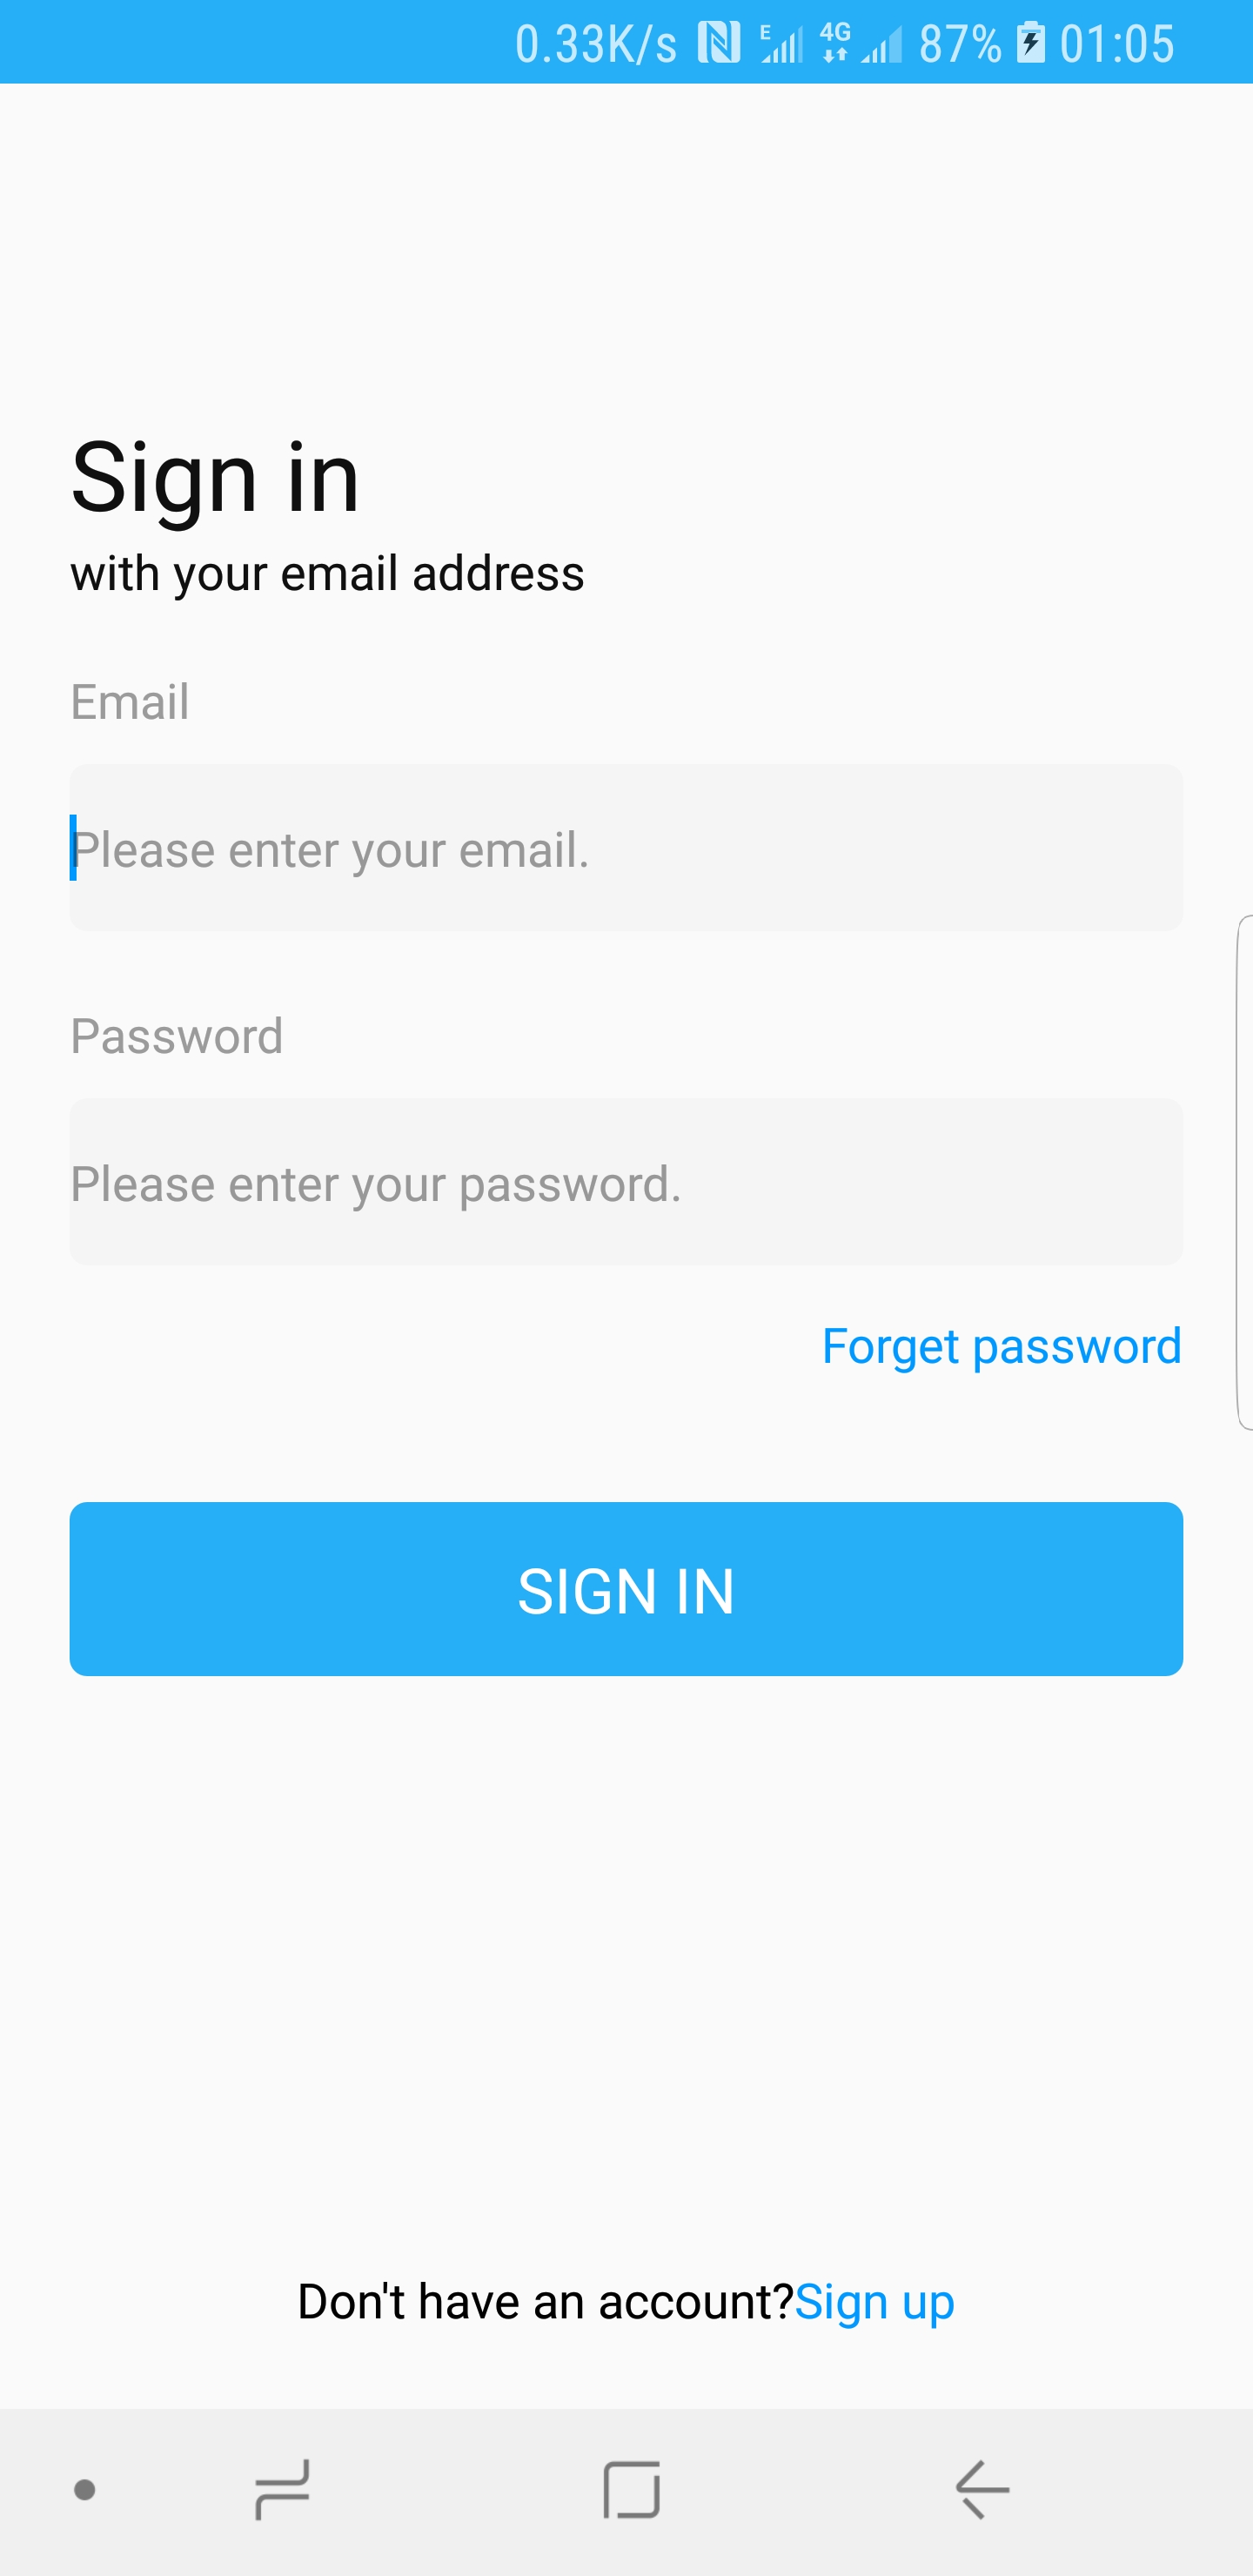 0.33K/s E 4G 87% 01:05
Sign in
with your email address
Email
Please enter your email.
Password
Please enter your password.
Forget password
SIGN IN
Don't have an account?Sign up